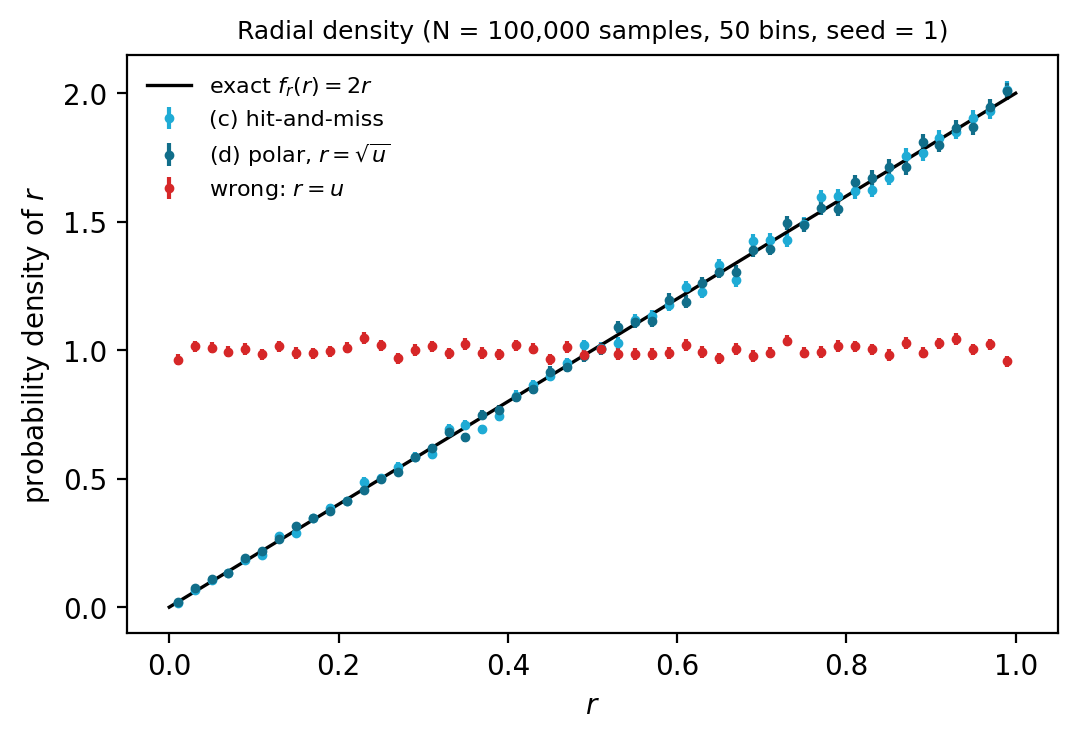 Radial density (N = 100,000 samples, 50 bins, seed = 1)
exact $f_r(r) = 2r$
(c) hit-and-miss
(d) polar, $r = \sqrt{u}$
wrong: $r = u$
probability density of $r$
2.0
1.5
1.0
0.5
0.0
0.0 0.2 0.4 0.6 0.8 1.0
$r$